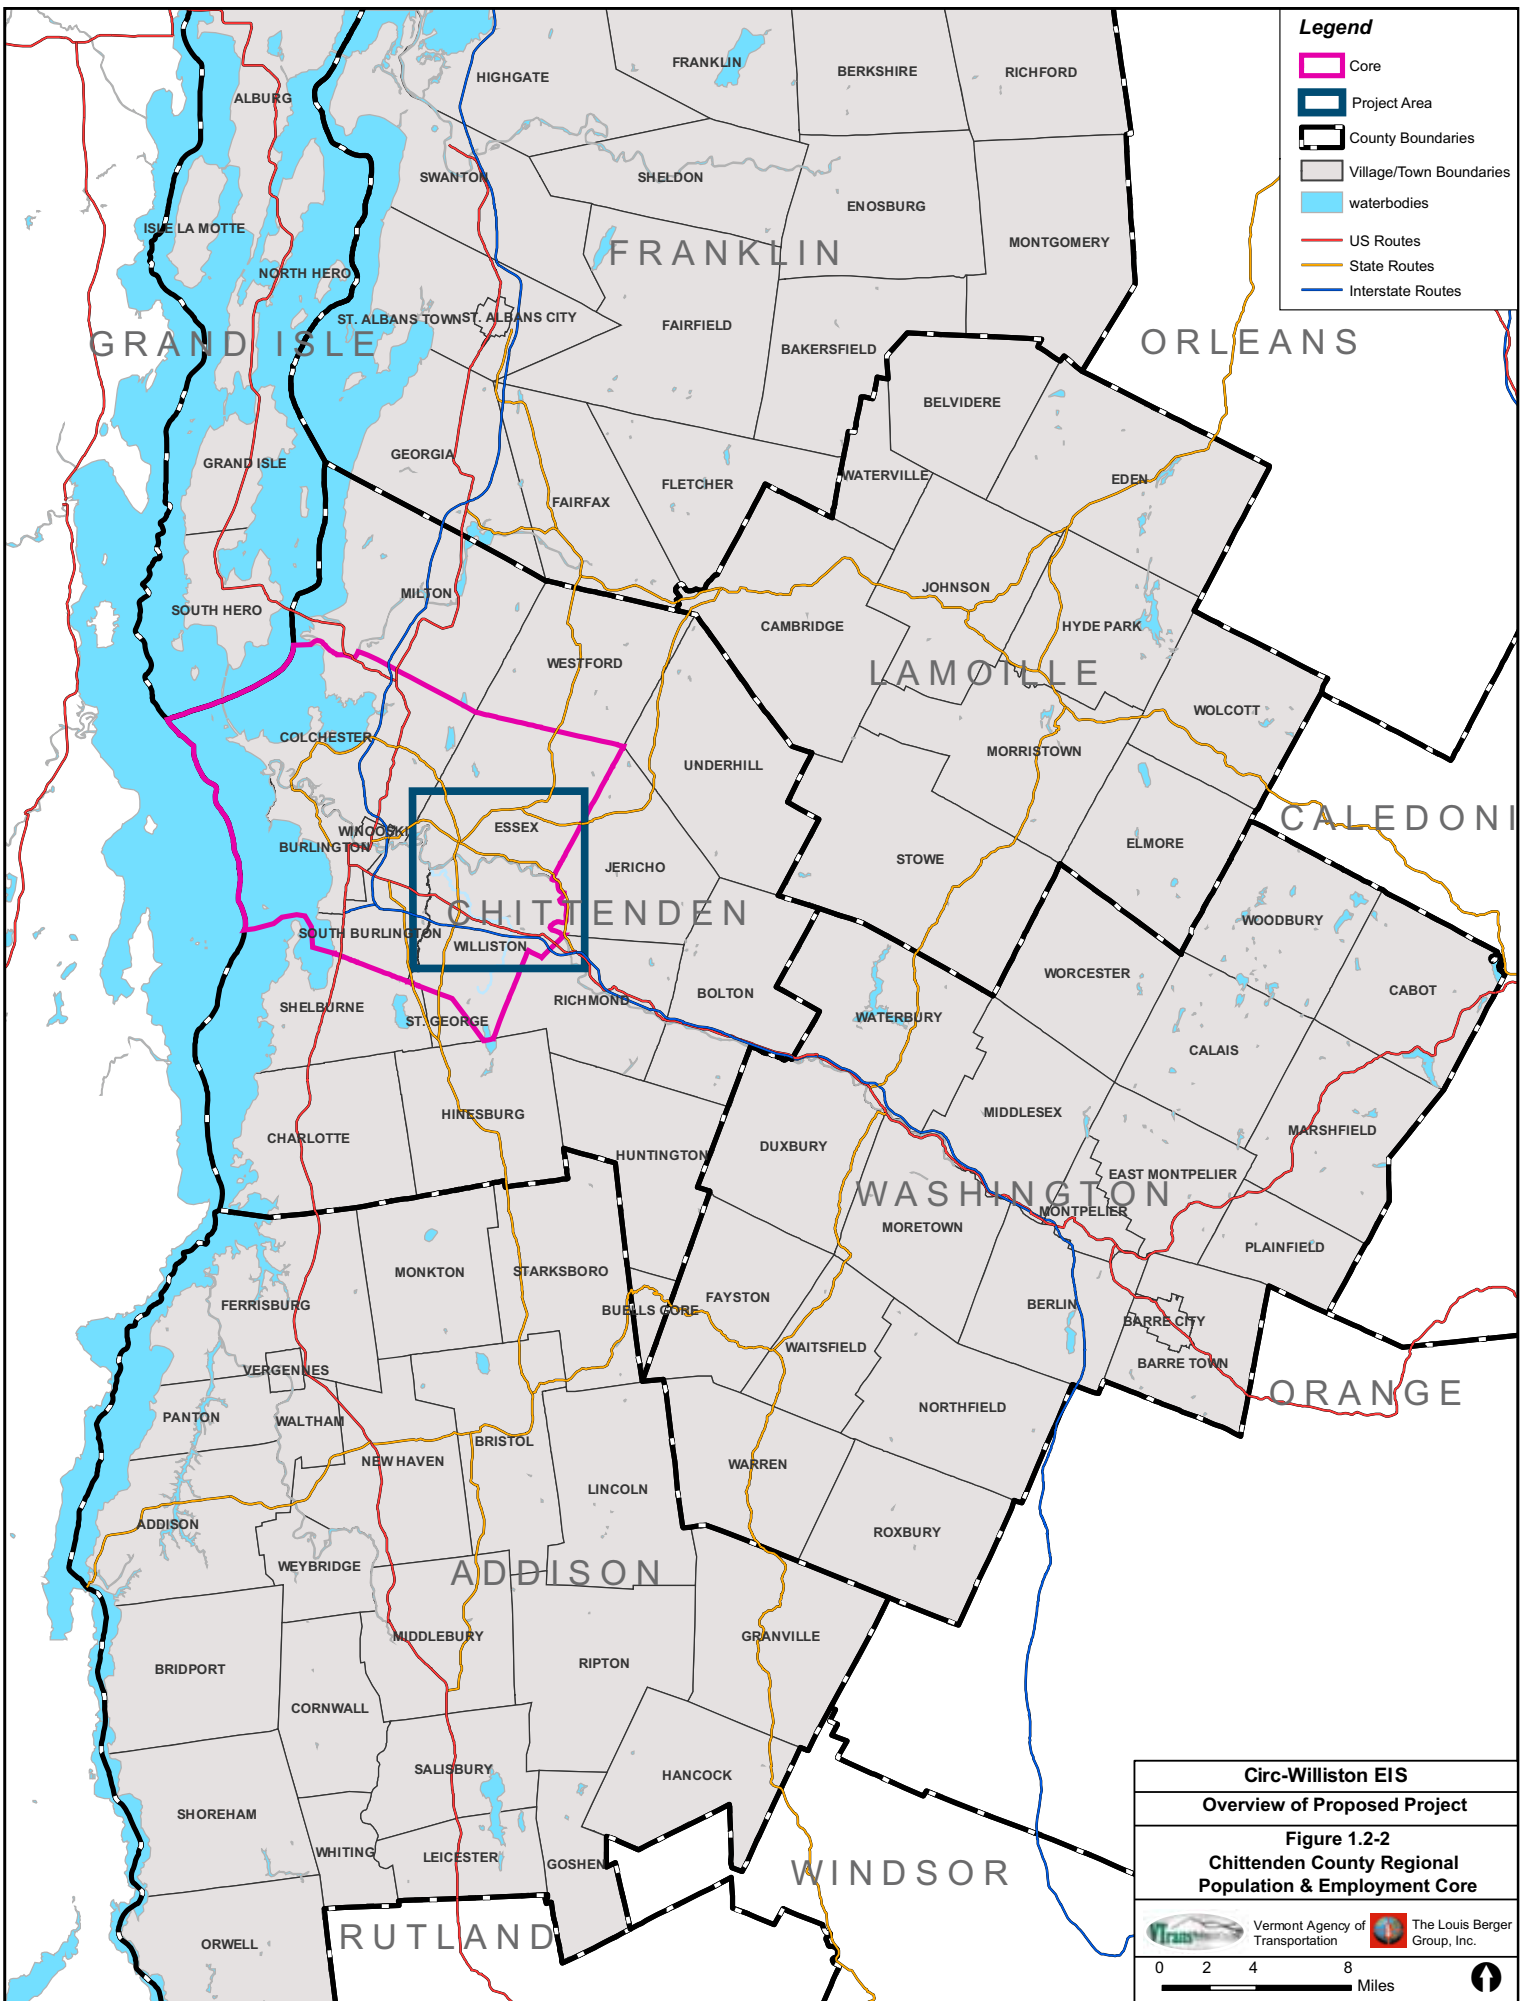 Legend
Core
Project Area
County Boundaries
Village/Town Boundaries
waterbodies
US Routes
State Routes
Interstate Routes
HIGHGATE
FRANKLIN
BERKSHIRE
RICHFORD
ALBURG
SWANTON
SHELDON
ENOSBURG
ISLE LA MOTTE
MONTGOMERY
FRANKLIN
NORTH HERO
ST. ALBANS TOWN
ST. ALBANS CITY
FAIRFIELD
GRAND ISLE
BAKERSFIELD
ORLEANS
BELVIDERE
GEORGIA
GRAND ISLE
FLETCHER
WATERVILLE
EDEN
FAIRFAX
JOHNSON
MILTON
SOUTH HERO
CAMBRIDGE
HYDE PARK
WESTFORD
LAMOILLE
WOLCOTT
COLCHESTER
MORRISTOWN
UNDERHILL
CALEDONI
ESSEX
WINOOSKI
BURLINGTON
ELMORE
STOWE
JERICHO
CHITTENDEN
WOODBURY
SOUTH BURLINGTON
WILLISTON
WORCESTER
CABOT
BOLTON
RICHMOND
SHELBURNE
ST. GEORGE
WATERBURY
CALAIS
HINESBURG
MIDDLESEX
CHARLOTTE
MARSHFIELD
DUXBURY
HUNTINGTON
EAST MONTPELIER
WASHINGTON
MONTPELIER
MORETOWN
PLAINFIELD
MONKTON
STARKSBORO
FAYSTON
FERRISBURG
BUELLS GORE
BERLIN
BARRE CITY
WAITSFIELD
BARRE TOWN
VERGENNES
ORANGE
NORTHFIELD
PANTON
WALTHAM
BRISTOL
NEW HAVEN
WARREN
LINCOLN
ADDISON
ROXBURY
WEYBRIDGE
ADDISON
MIDDLEBURY
GRANVILLE
RIPTON
BRIDPORT
CORNWALL
SALISBURY
HANCOCK
SHOREHAM
WHITING
LEICESTER
GOSHEN
WINDSOR
RUTLAND
ORWELL
Circ-Williston EIS
Overview of Proposed Project
Figure 1.2-2
Chittenden County Regional
Population & Employment Core
VTrans
Vermont Agency of
Transportation
The Louis Berger
Group, Inc.
0 2 4 8
Miles